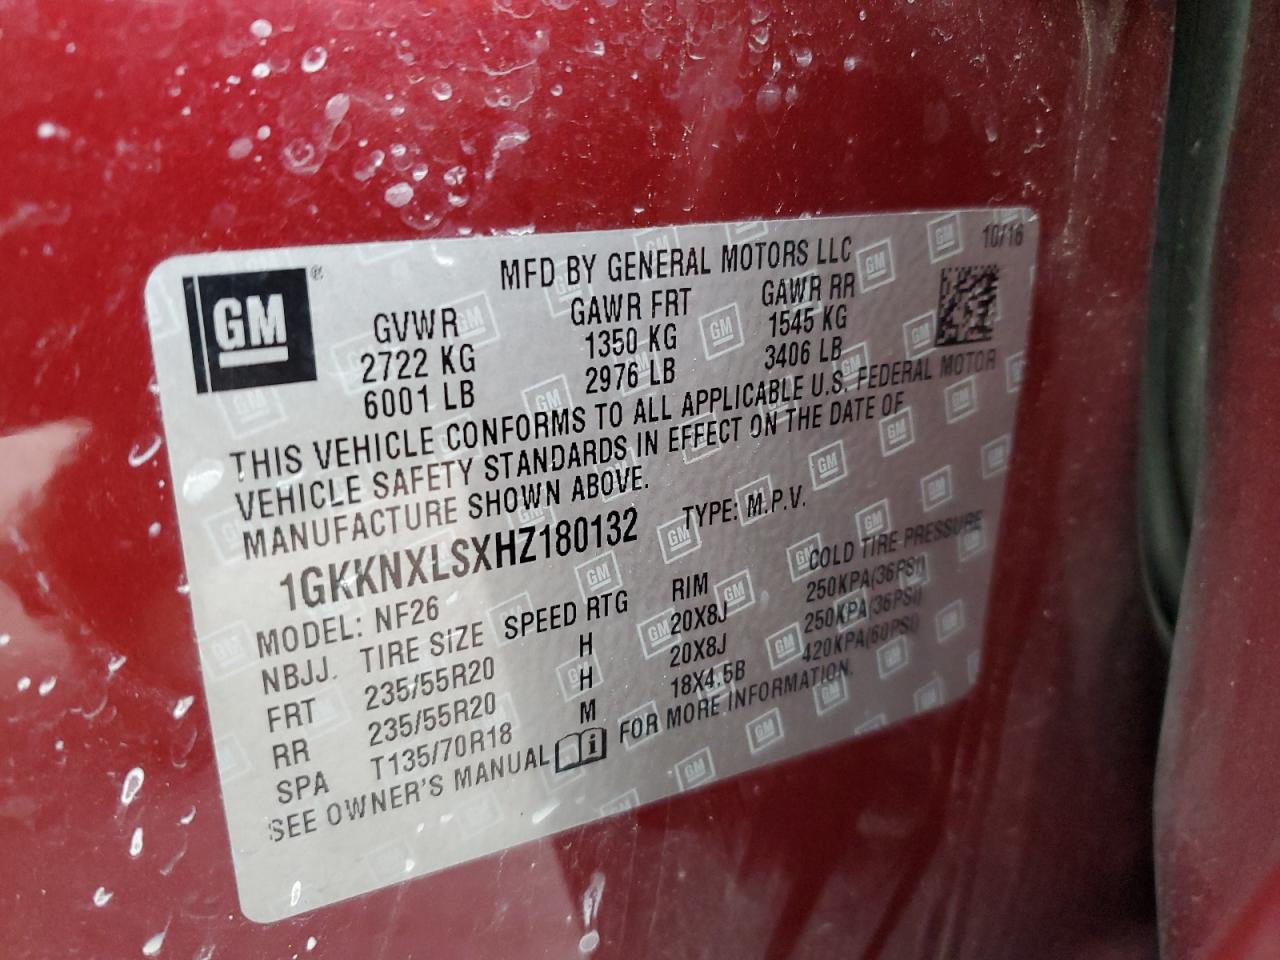 10/16
GM ®
MFD BY GENERAL MOTORS LLC
GVWR GAWR FRT GAWR RR
2722 KG 1350 KG 1545 KG
6001 LB 2976 LB 3406 LB
THIS VEHICLE CONFORMS TO ALL APPLICABLE U.S. FEDERAL MOTOR
VEHICLE SAFETY STANDARDS IN EFFECT ON THE DATE OF
MANUFACTURE SHOWN ABOVE.
1GKKNXLSXHZ180132 TYPE: M.P.V.
MODEL: NF26
NBJJ. TIRE SIZE SPEED RTG RIM COLD TIRE PRESSURE
FRT 235/55R20 H 20X8J 250KPA(36PSI)
RR 235/55R20 H 20X8J 250KPA(36PSI)
SPA T135/70R18 M 18X4.5B 420KPA(60PSI)
SEE OWNER'S MANUAL FOR MORE INFORMATION.